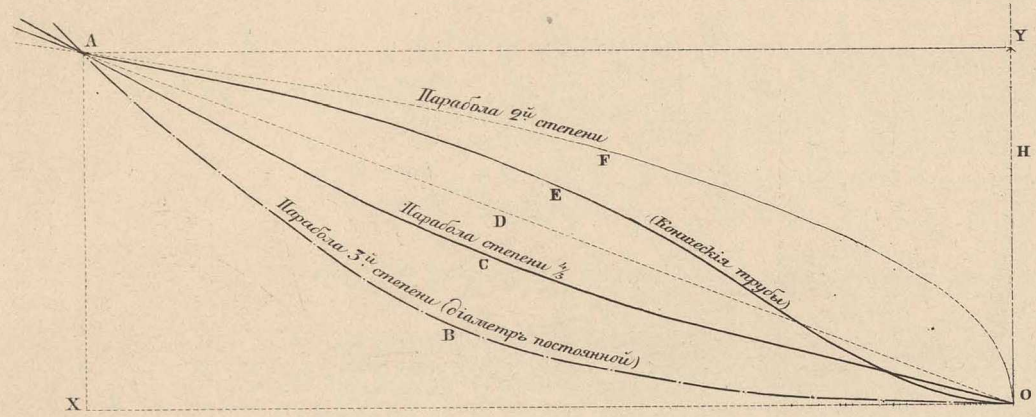 A
Y
Парабола 2й степени
F
H
E
D
(Коническія трубы)
Парабола степени 4/3
C
Парабола 3й степени (діаметръ постоянной)
B
X
O